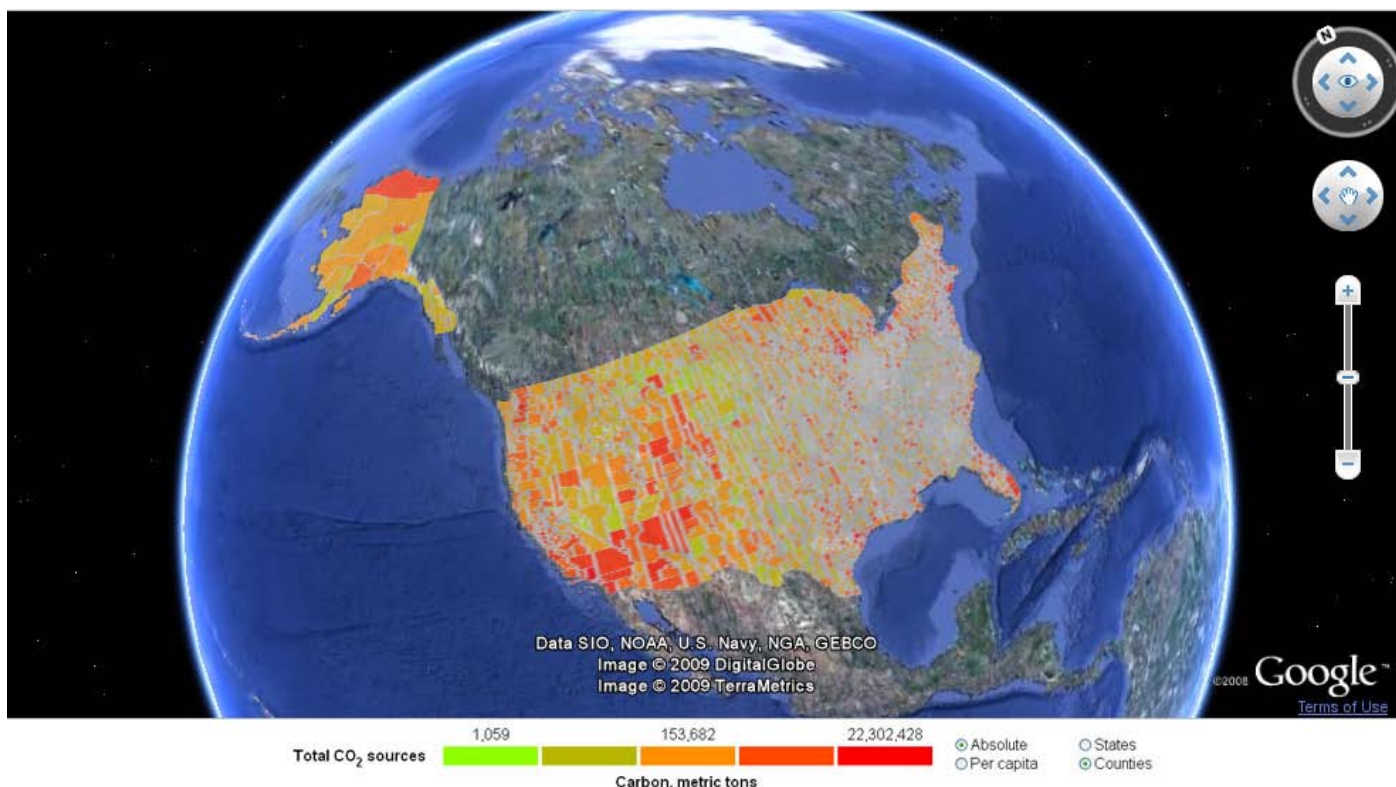 N
Data SIO, NOAA, U.S. Navy, NGA, GEBCO
Image © 2009 DigitalGlobe
Image © 2009 TerraMetrics
©2008 Google™
Terms of Use
1,059 153,682 22,302,428
Total CO₂ sources
Absolute States
Per capita Counties
Carbon, metric tons